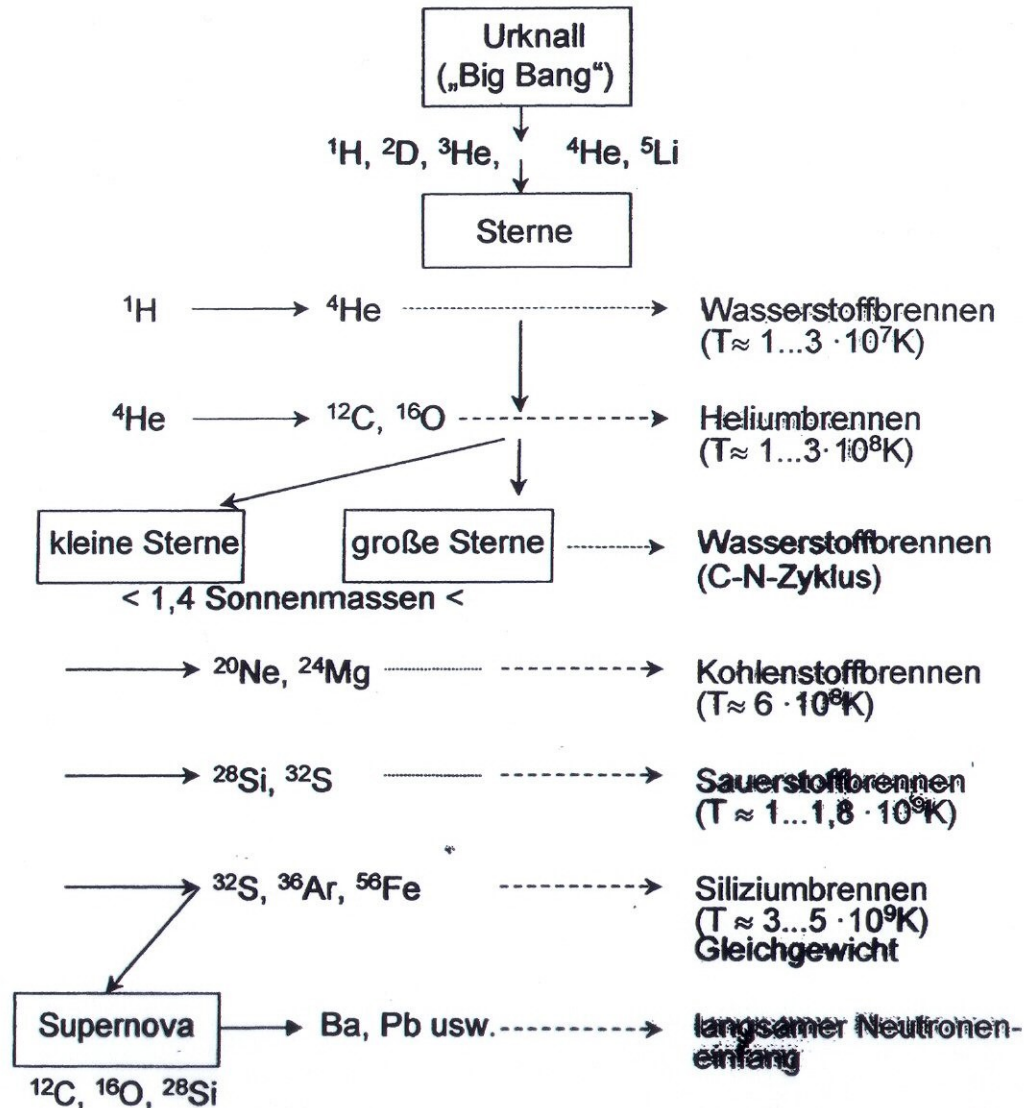 Urknall
(„Big Bang“)
¹H, ²D, ³He, ⁴He, ⁵Li
Sterne
¹H ⁴He Wasserstoffbrennen
(T≈ 1...3 ·10⁷K)
⁴He ¹²C, ¹⁶O Heliumbrennen
(T≈ 1...3·10⁸K)
kleine Sterne große Sterne Wasserstoffbrennen
(C-N-Zyklus)
< 1,4 Sonnenmassen <
²⁰Ne, ²⁴Mg Kohlenstoffbrennen
(T≈ 6 ·10⁸K)
²⁸Si, ³²S Sauerstoffbrennen
(T ≈ 1...1,8 ·10⁹K)
³²S, ³⁶Ar, ⁵⁶Fe Siliziumbrennen
(T ≈ 3...5 ·10⁹K)
Gleichgewicht
Supernova Ba, Pb usw. langsamer Neutronen-
einfang
¹²C, ¹⁶O, ²⁸Si